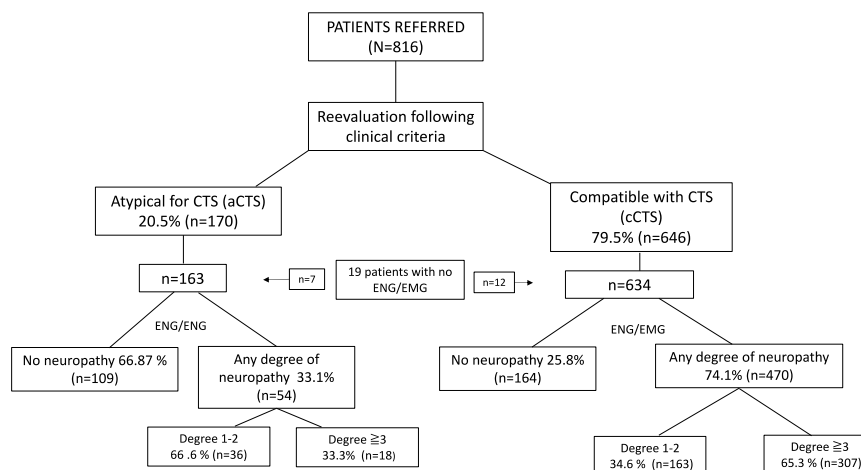 PATIENTS REFERRED
(N=816)
Reevaluation following
clinical criteria
Atypical for CTS (aCTS)
20.5% (n=170)
Compatible with CTS
(cCTS)
79.5% (n=646)
n=163
n=7
19 patients with no
ENG/EMG
n=12
n=634
ENG/ENG
ENG/EMG
No neuropathy 66.87 %
(n=109)
Any degree of
neuropathy 33.1%
(n=54)
No neuropathy 25.8%
(n=164)
Any degree of neuropathy
74.1% (n=470)
Degree 1-2
66 .6 % (n=36)
Degree ≧3
33.3% (n=18)
Degree 1-2
34.6 % (n=163)
Degree ≧3
65.3 % (n=307)